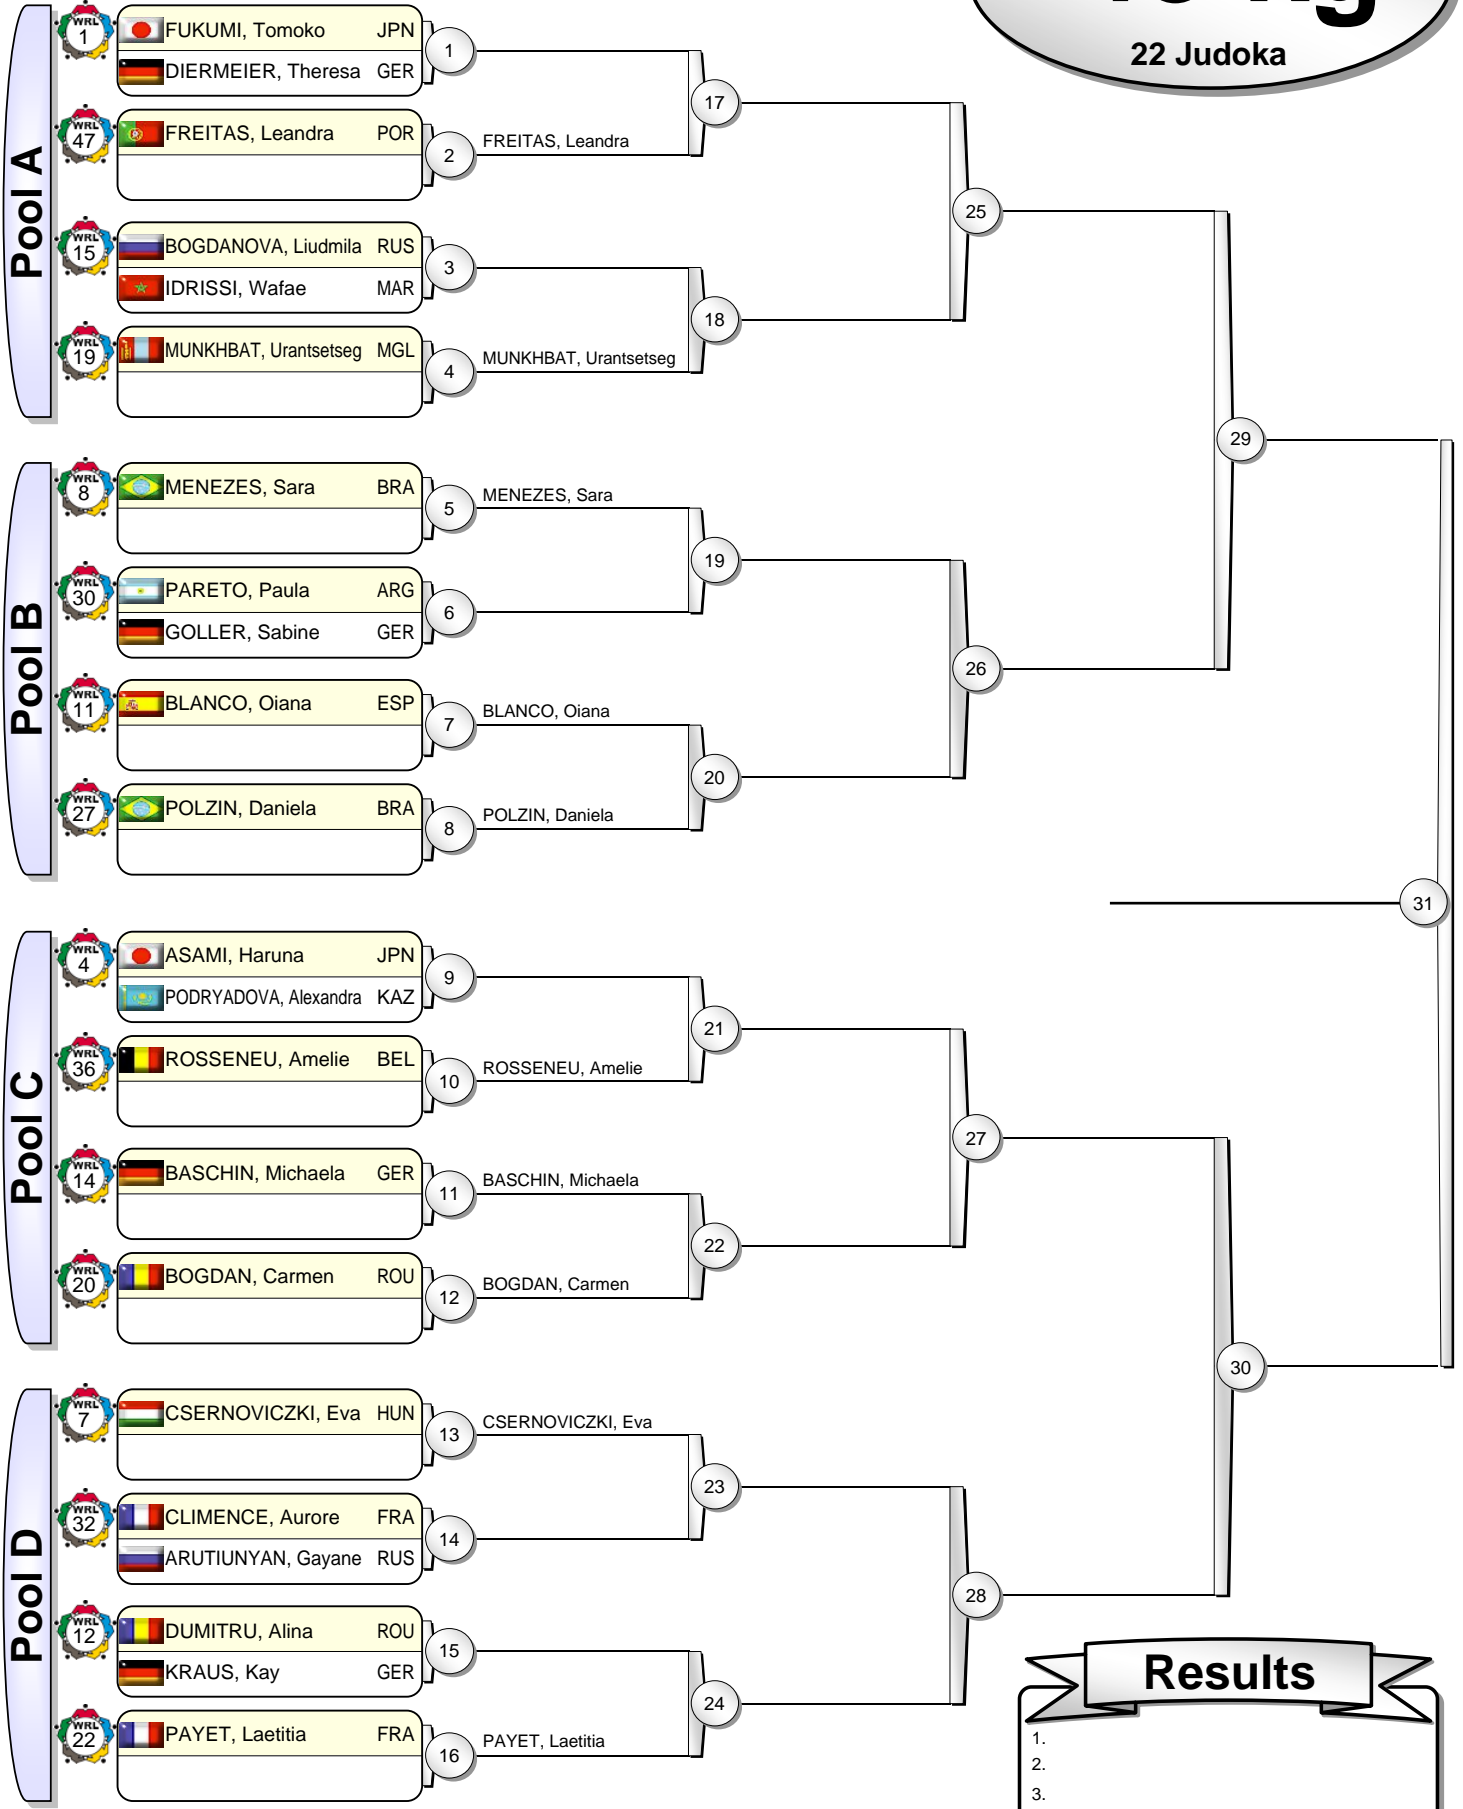 22 Judoka
Pool A
WRL 1
FUKUMI, Tomoko JPN
DIERMEIER, Theresa GER
1
WRL 47
FREITAS, Leandra POR
2
FREITAS, Leandra
17
WRL 15
BOGDANOVA, Liudmila RUS
IDRISSI, Wafae MAR
3
WRL 19
MUNKHBAT, Urantsetseg MGL
4
MUNKHBAT, Urantsetseg
18
25
Pool B
WRL 8
MENEZES, Sara BRA
5
MENEZES, Sara
WRL 30
PARETO, Paula ARG
GOLLER, Sabine GER
6
19
WRL 11
BLANCO, Oiana ESP
7
BLANCO, Oiana
WRL 27
POLZIN, Daniela BRA
8
POLZIN, Daniela
20
26
29
31
Pool C
WRL 4
ASAMI, Haruna JPN
PODRYADOVA, Alexandra KAZ
9
WRL 36
ROSSENEU, Amelie BEL
10
ROSSENEU, Amelie
21
WRL 14
BASCHIN, Michaela GER
11
BASCHIN, Michaela
WRL 20
BOGDAN, Carmen ROU
12
BOGDAN, Carmen
22
27
Pool D
WRL 7
CSERNOVICZKI, Eva HUN
13
CSERNOVICZKI, Eva
WRL 32
CLIMENCE, Aurore FRA
ARUTIUNYAN, Gayane RUS
14
23
WRL 12
DUMITRU, Alina ROU
KRAUS, Kay GER
15
WRL 22
PAYET, Laetitia FRA
16
PAYET, Laetitia
24
28
30
Results
1.
2.
3.